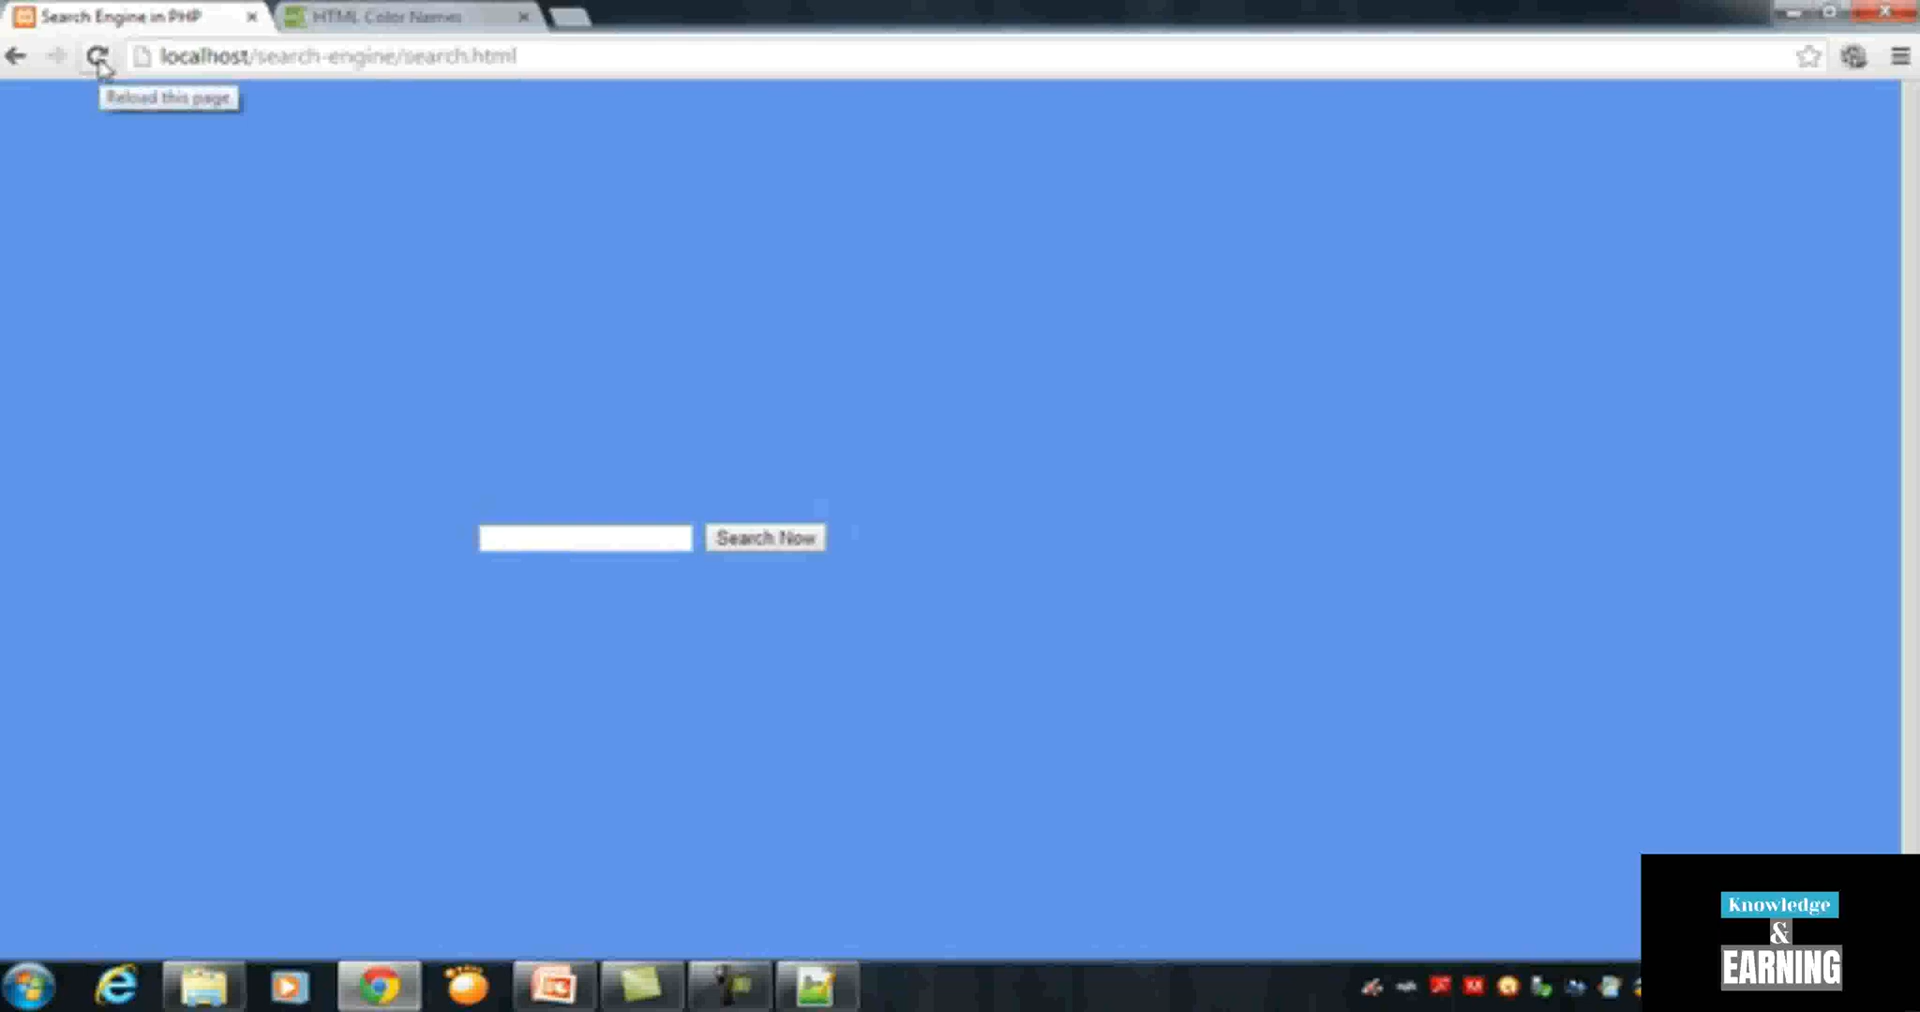 Search Engine in PHP
HTML Color Names
localhost/search-engine/search.html
Reload this page
Search Now
Knowledge
&
EARNING